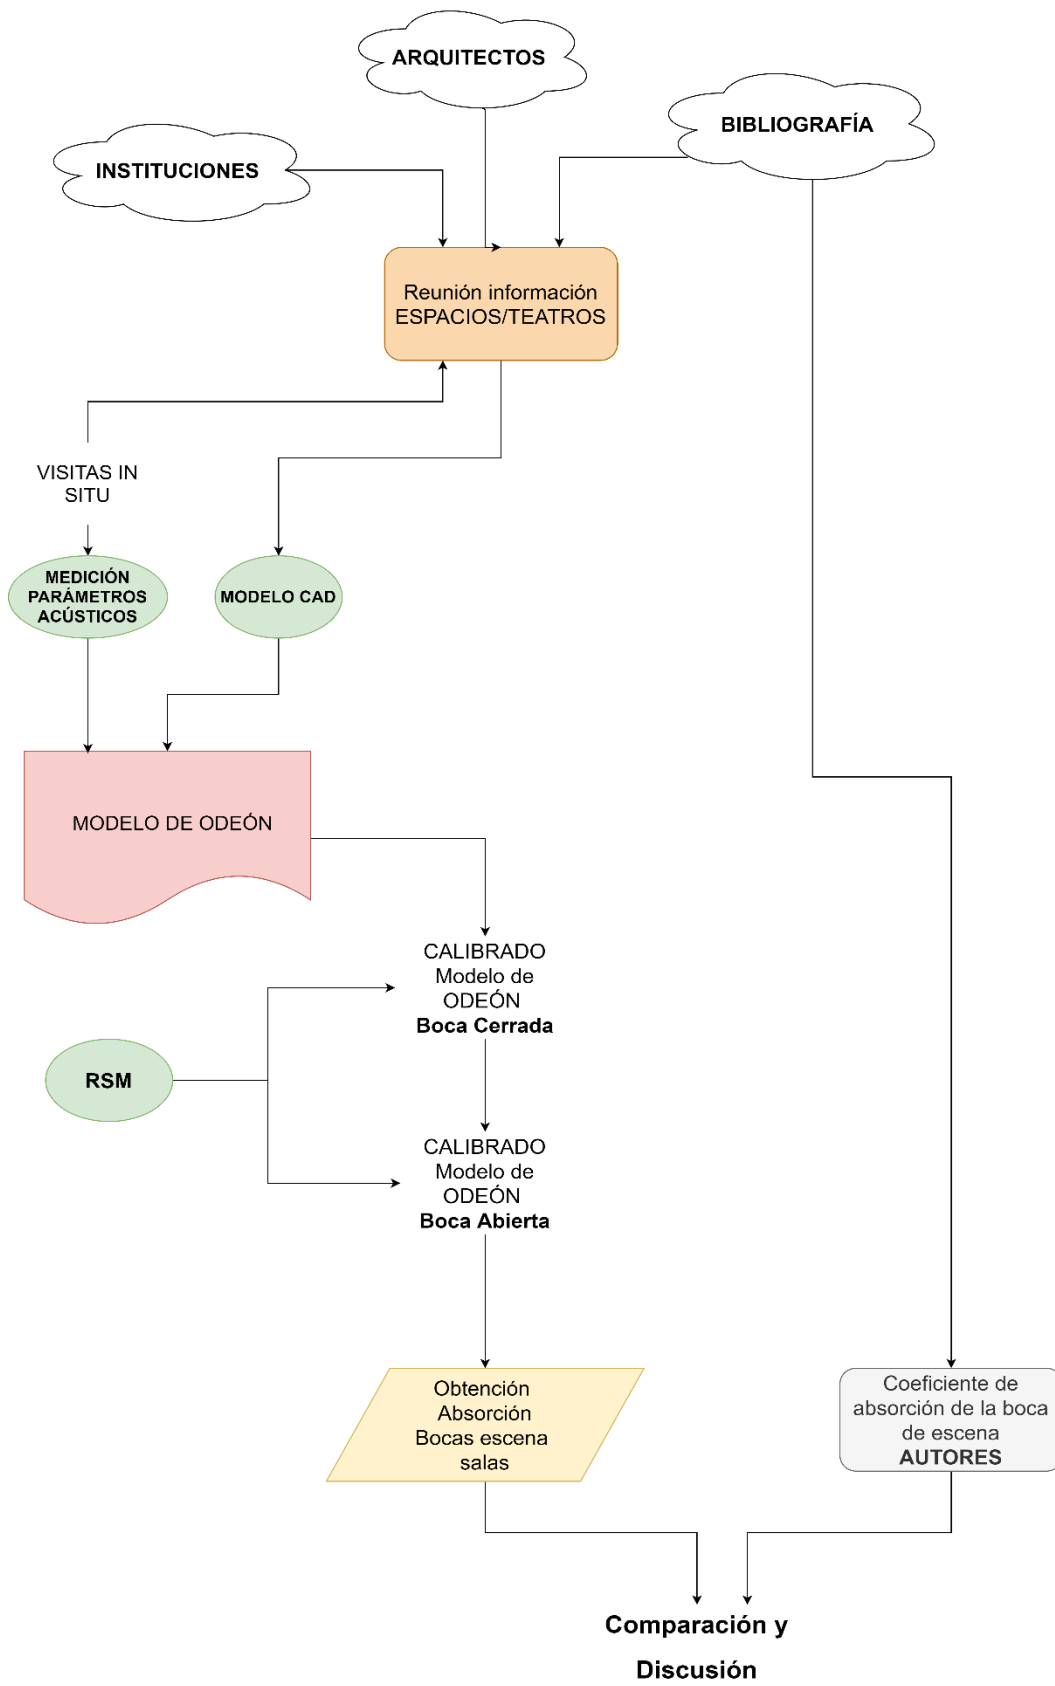 ARQUITECTOS
BIBLIOGRAFÍA
INSTITUCIONES
Reunión información
ESPACIOS/TEATROS
VISITAS IN
SITU
MEDICIÓN
PARÁMETROS
ACÚSTICOS
MODELO CAD
MODELO DE ODEÓN
CALIBRADO
Modelo de
ODEÓN
Boca Cerrada
RSM
CALIBRADO
Modelo de
ODEÓN
Boca Abierta
Obtención
Absorción
Bocas escena
salas
Coeficiente de
absorción de la boca
de escena
AUTORES
Comparación y
Discusión